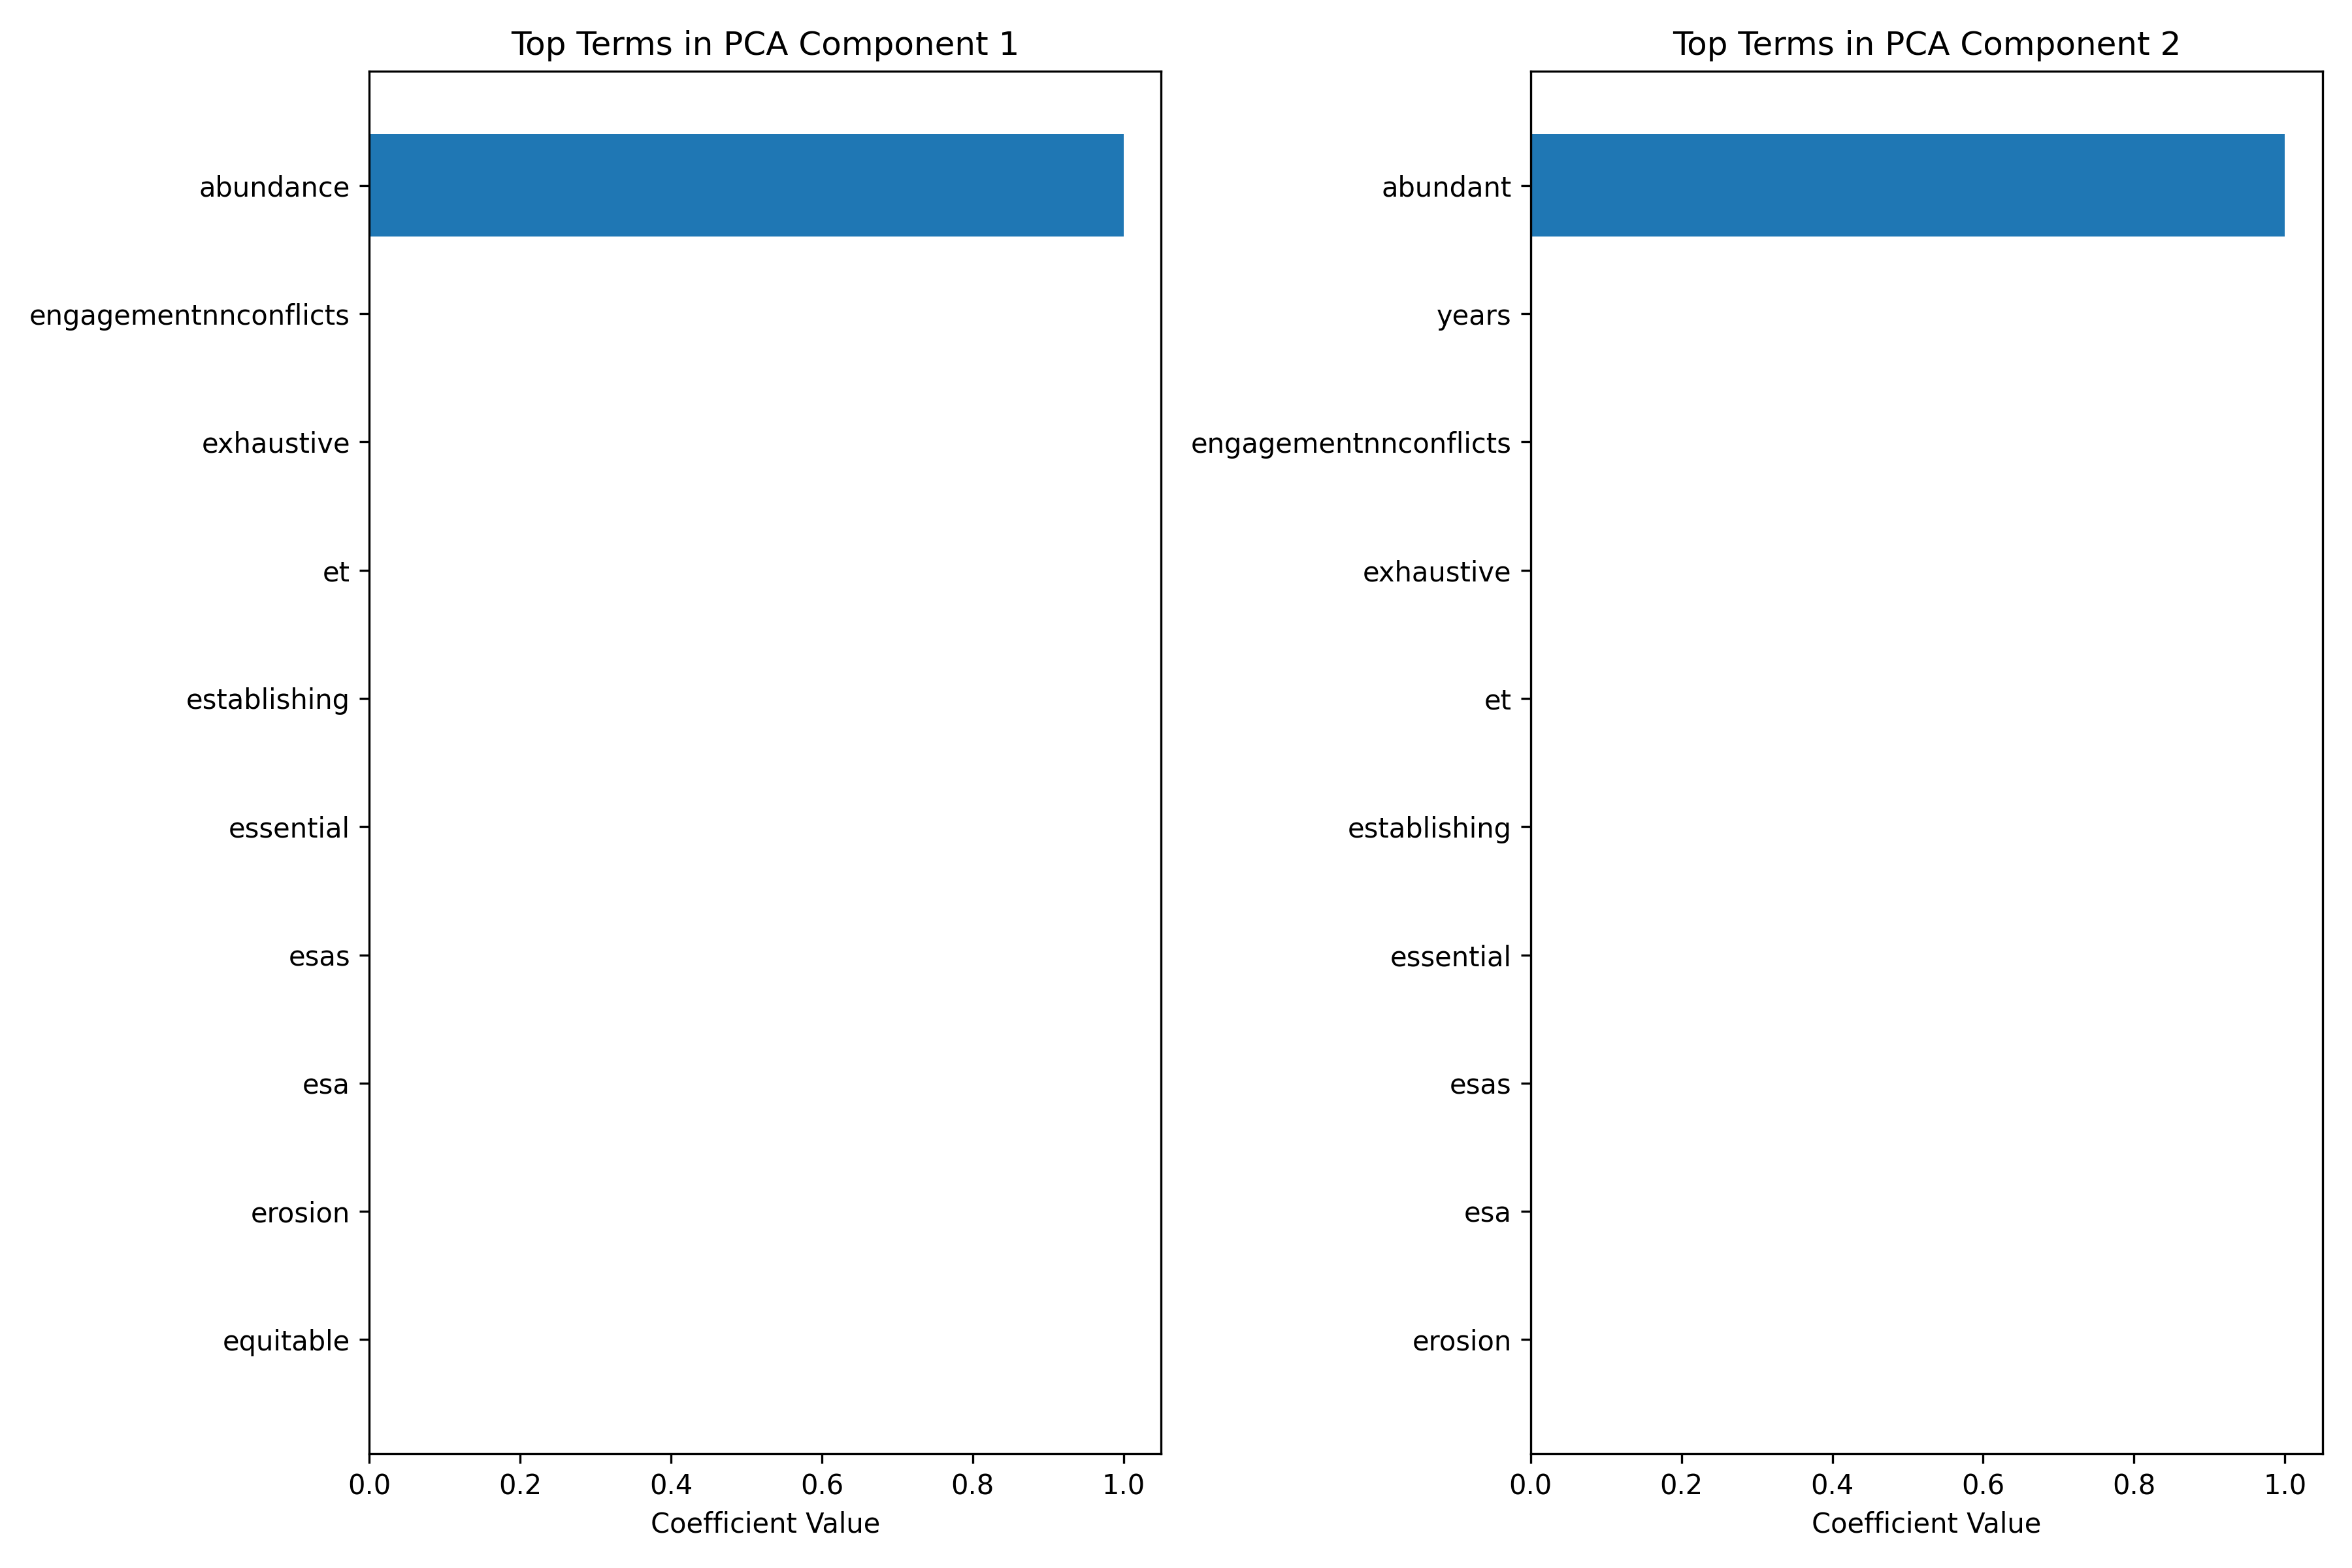 Top Terms in PCA Component 1
abundance
engagementnnconflicts
exhaustive
et
establishing
essential
esas
esa
erosion
equitable
0.0 0.2 0.4 0.6 0.8 1.0
Coefficient Value
Top Terms in PCA Component 2
abundant
years
engagementnnconflicts
exhaustive
et
establishing
essential
esas
esa
erosion
0.0 0.2 0.4 0.6 0.8 1.0
Coefficient Value